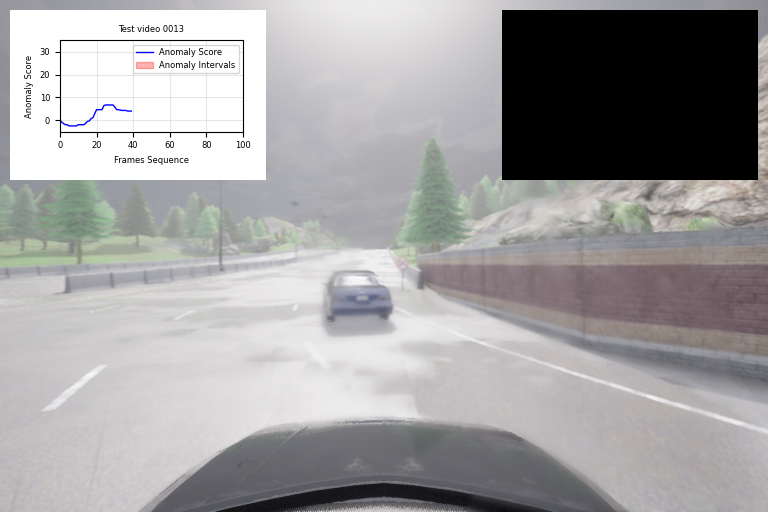 Test video 0013
Anomaly Score
30
20
10
0
Anomaly Score
Anomaly Intervals
0 20 40 60 80 100
Frames Sequence